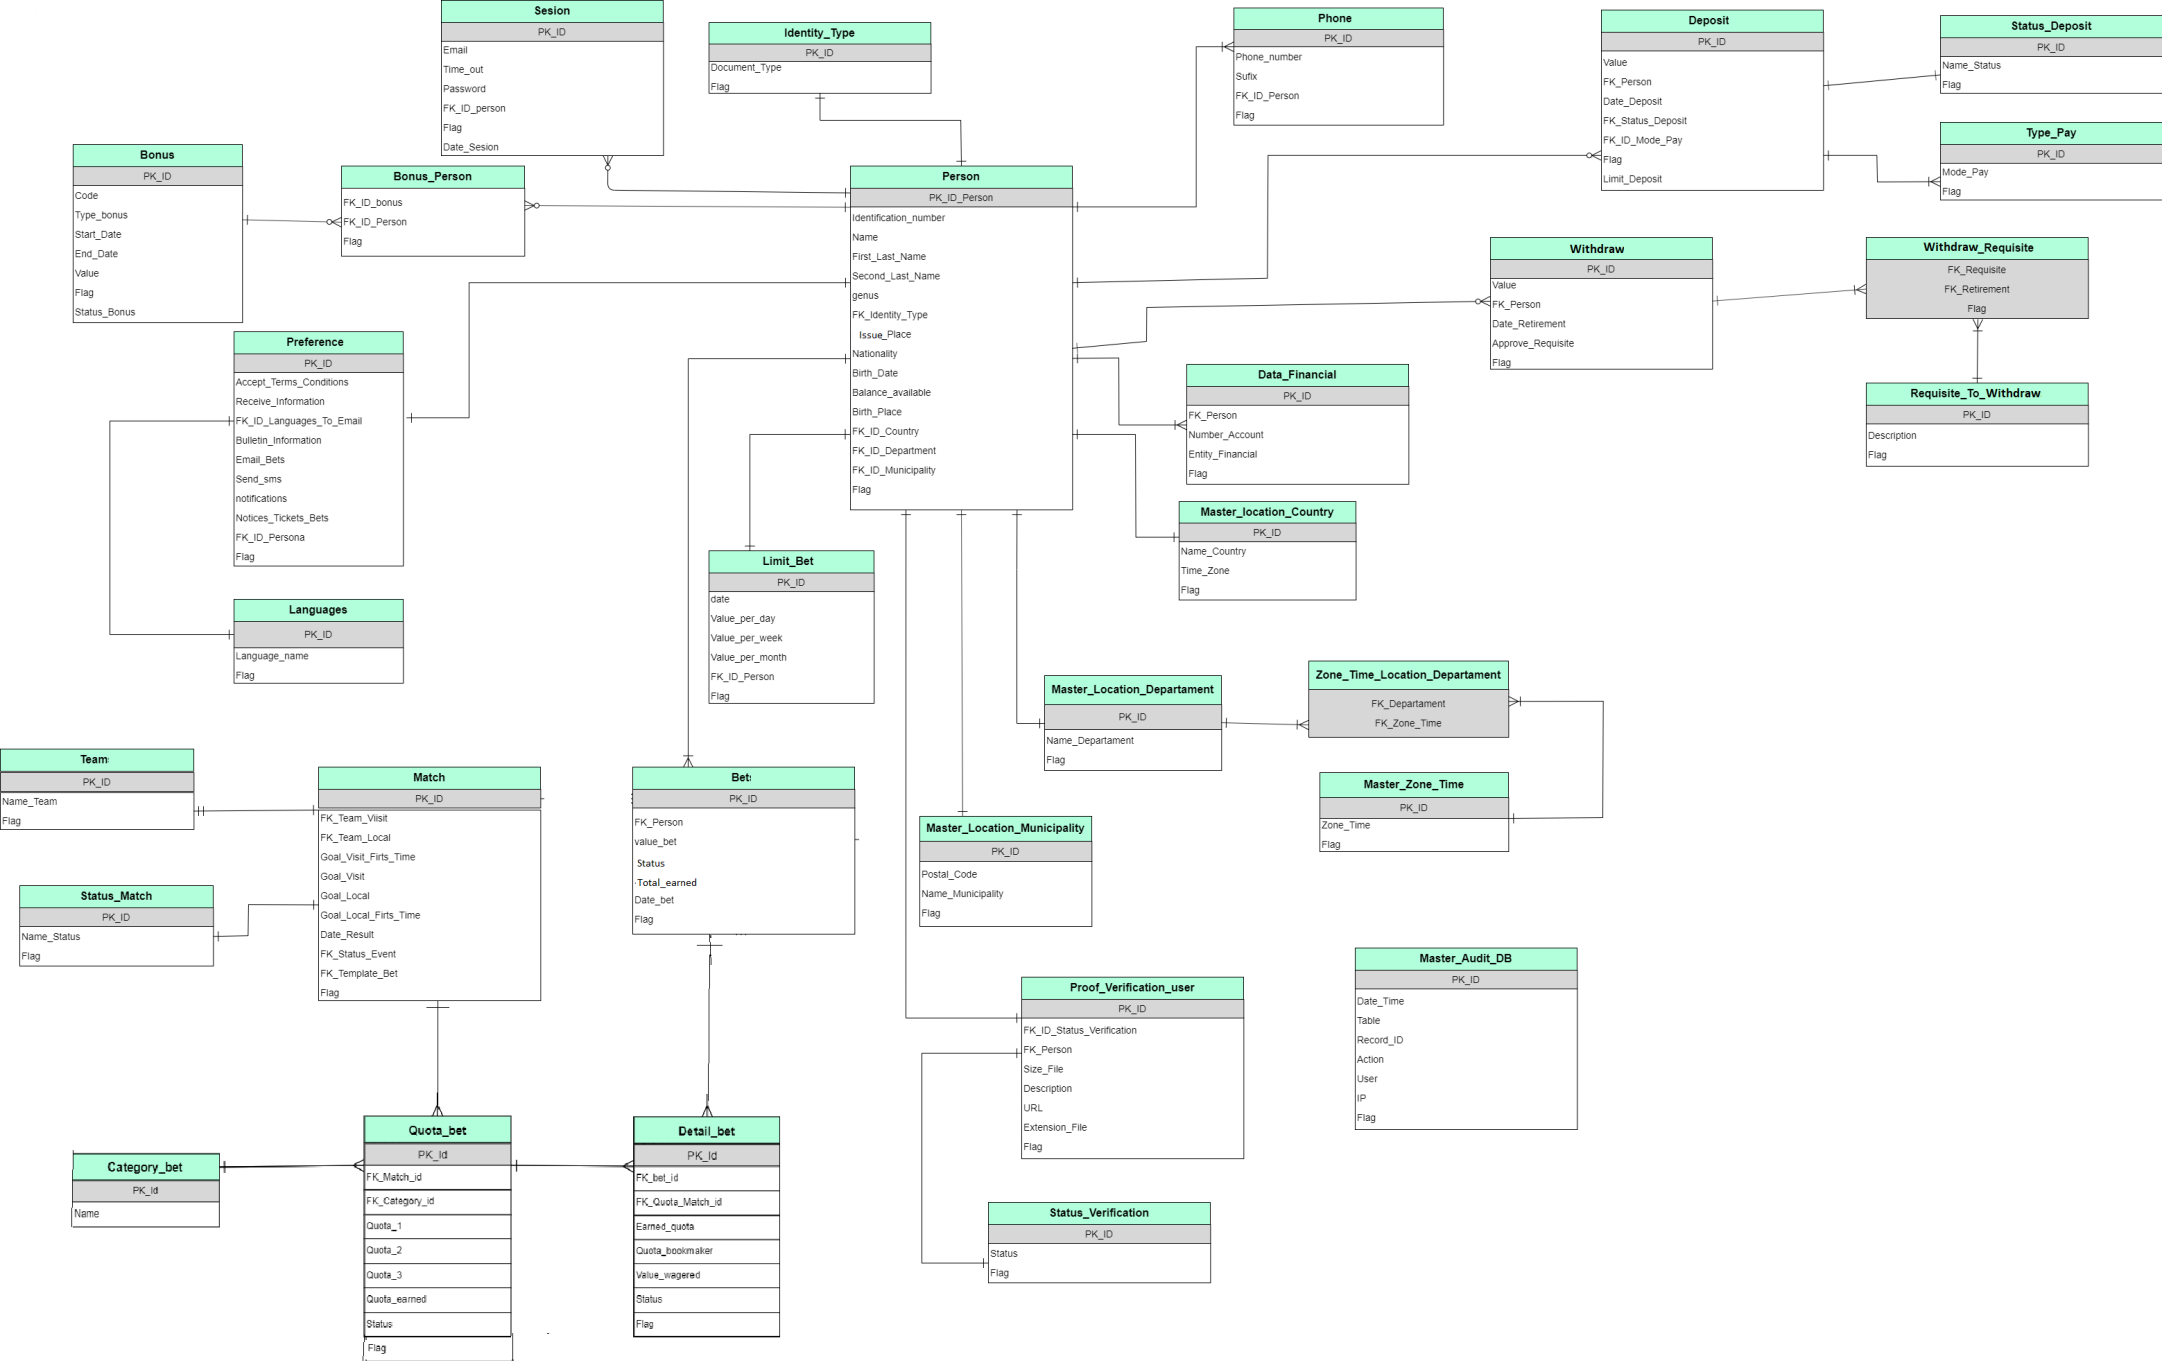 Sesion
PK_ID
Email
Time_out
Password
FK_ID_person
Flag
Date_Sesion
Identity_Type
PK_ID
Document_Type
Flag
Phone
PK_ID
Phone_number
Sufix
FK_ID_Person
Flag
Deposit
PK_ID
Value
FK_Person
Date_Deposit
FK_Status_Deposit
FK_ID_Mode_Pay
Flag
Limit_Deposit
Status_Deposit
PK_ID
Name_Status
Flag
Type_Pay
PK_ID
Mode_Pay
Flag
Bonus
PK_ID
Code
Type_bonus
Start_Date
End_Date
Value
Flag
Status_Bonus
Bonus_Person
FK_ID_bonus
FK_ID_Person
Flag
Person
PK_ID_Person
Identification_number
Name
First_Last_Name
Second_Last_Name
genus
FK_Identity_Type
Issue_Place
Nationality
Birth_Date
Balance_available
Birth_Place
FK_ID_Country
FK_ID_Department
FK_ID_Municipality
Flag
Withdraw
PK_ID
Value
FK_Person
Date_Retirement
Approve_Requisite
Flag
Withdraw_Requisite
FK_Requisite
FK_Retirement
Flag
Requisite_To_Withdraw
PK_ID
Description
Flag
Preference
PK_ID
Accept_Terms_Conditions
Receive_Information
FK_ID_Languages_To_Email
Bulletin_Information
Email_Bets
Send_sms
notifications
Notices_Tickets_Bets
FK_ID_Persona
Flag
Data_Financial
PK_ID
FK_Person
Number_Account
Entity_Financial
Flag
Master_location_Country
PK_ID
Name_Country
Time_Zone
Flag
Limit_Bet
PK_ID
date
Value_per_day
Value_per_week
Value_per_month
FK_ID_Person
Flag
Languages
PK_ID
Language_name
Flag
Master_Location_Departament
PK_ID
Name_Departament
Flag
Zone_Time_Location_Departament
FK_Departament
FK_Zone_Time
Master_Zone_Time
PK_ID
Zone_Time
Flag
Team
PK_ID
Name_Team
Flag
Match
PK_ID
FK_Team_Viisit
FK_Team_Local
Goal_Visit_Firts_Time
Goal_Visit
Goal_Local
Goal_Local_Firts_Time
Date_Result
FK_Status_Event
FK_Template_Bet
Flag
Bet
PK_ID
FK_Person
value_bet
Status
Total_earned
Date_bet
Flag
Master_Location_Municipality
PK_ID
Postal_Code
Name_Municipality
Flag
Status_Match
PK_ID
Name_Status
Flag
Master_Audit_DB
PK_ID
Date_Time
Table
Record_ID
Action
User
IP
Flag
Proof_Verification_user
PK_ID
FK_ID_Status_Verification
FK_Person
Size_File
Description
URL
Extension_File
Flag
Status_Verification
PK_ID
Status
Flag
Category_bet
PK_Id
Name
Quota_bet
PK_Id
FK_Match_id
FK_Category_id
Quota_1
Quota_2
Quota_3
Quota_earned
Status
Flag
Detail_bet
PK_Id
FK_bet_id
FK_Quota_Match_id
Earned_quota
Quota_bookmaker
Value_wagered
Status
Flag